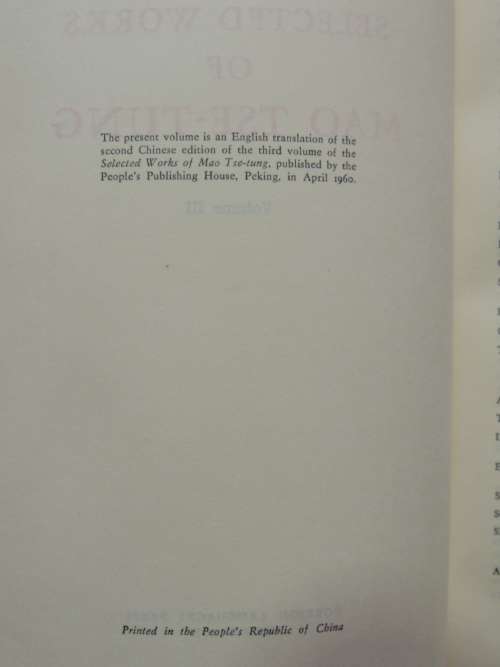 The present volume is an English translation of the
second Chinese edition of the third volume of the
Selected Works of Mao Tse-tung, published by the
People's Publishing House, Peking, in April 1960.
Printed in the People's Republic of China